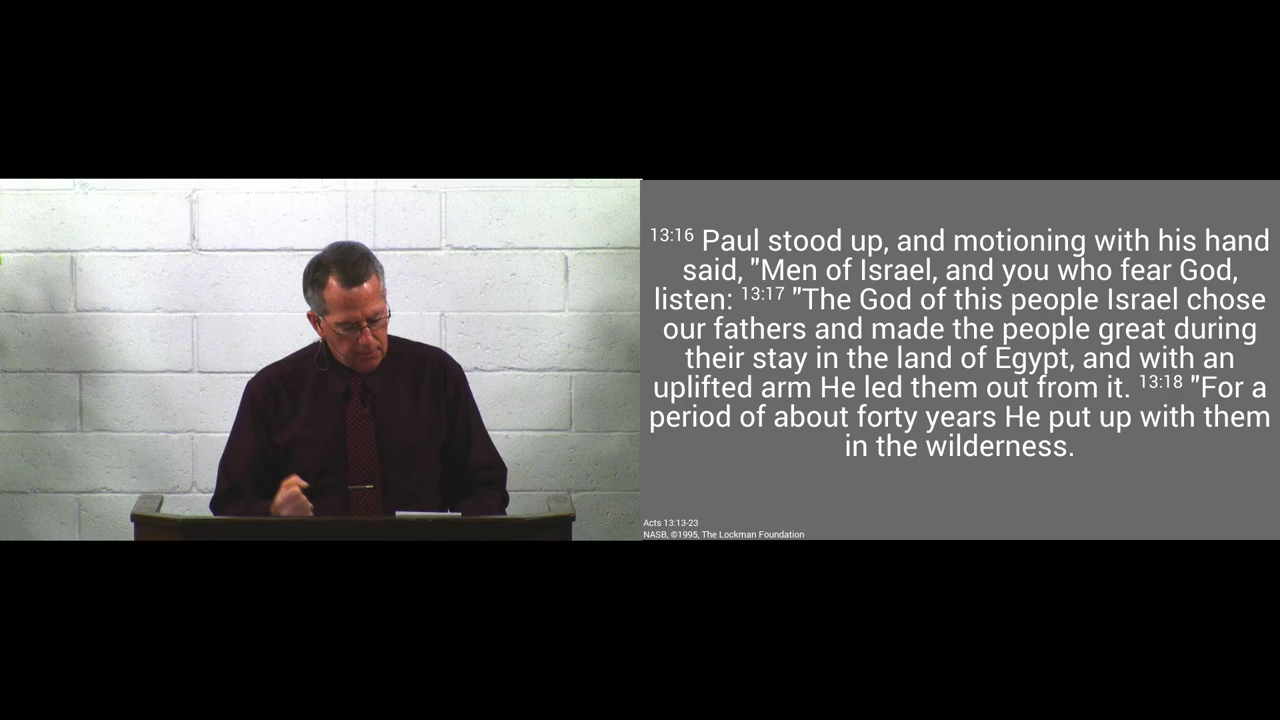 13:16 Paul stood up, and motioning with his hand
said, "Men of Israel, and you who fear God,
listen: 13:17 "The God of this people Israel chose
our fathers and made the people great during
their stay in the land of Egypt, and with an
uplifted arm He led them out from it. 13:18 "For a
period of about forty years He put up with them
in the wilderness.
Acts 13:13-23
NASB, ©1995, The Lockman Foundation